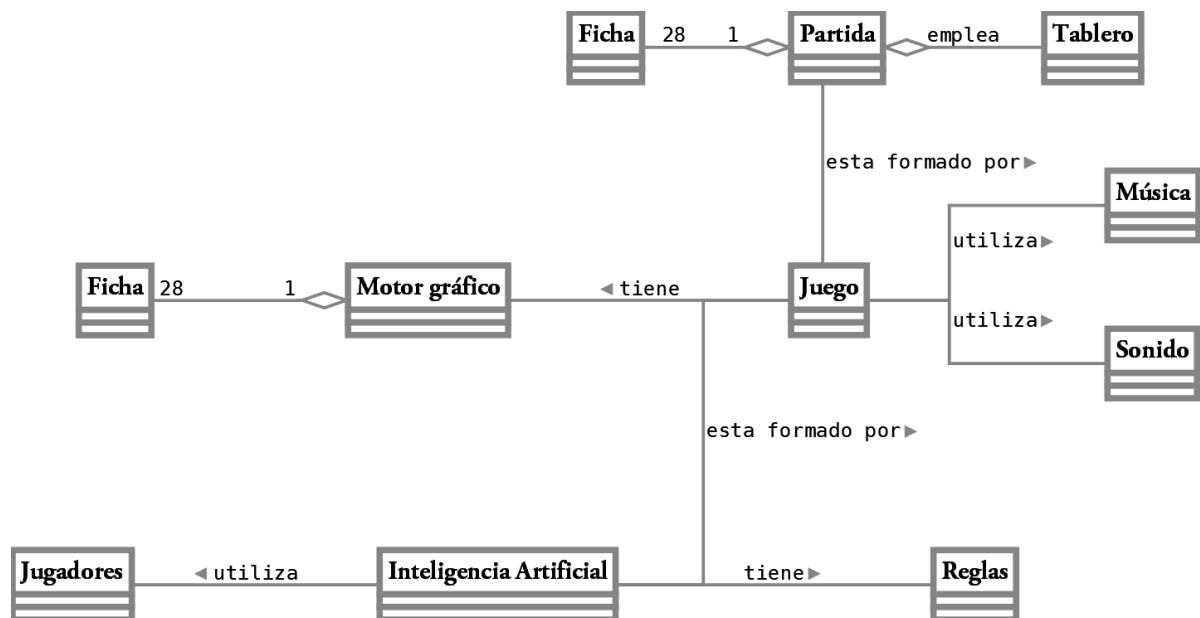 Ficha
28 1
Partida
emplea
Tablero
esta formado por▶
Música
utiliza▶
Ficha
28 1
Motor gráfico
◀tiene
Juego
utiliza▶
Sonido
esta formado por▶
Jugadores
◀utiliza
Inteligencia Artificial
tiene▶
Reglas